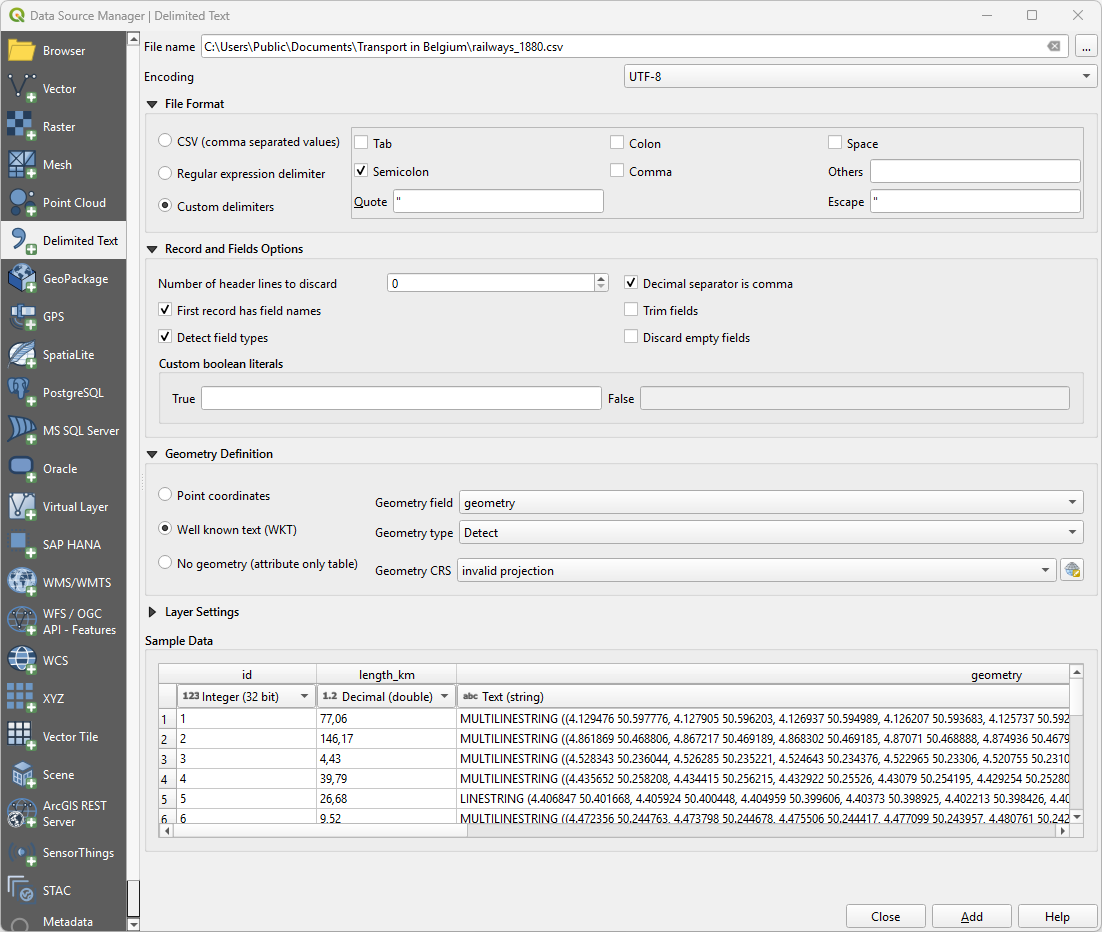 Data Source Manager | Delimited Text
Browser
Vector
Raster
Mesh
Point Cloud
Delimited Text
GeoPackage
GPS
SpatiaLite
PostgreSQL
MS SQL Server
Oracle
Virtual Layer
SAP HANA
WMS/WMTS
WFS / OGC
API - Features
WCS
XYZ
Vector Tile
Scene
ArcGIS REST
Server
SensorThings
STAC
Metadata
File name C:\Users\Public\Documents\Transport in Belgium\railways_1880.csv ...
Encoding UTF-8
File Format
CSV (comma separated values)
Regular expression delimiter
Custom delimiters
Tab Colon Space
Semicolon Comma Others
Quote " Escape "
Record and Fields Options
Number of header lines to discard 0 Decimal separator is comma
First record has field names Trim fields
Detect field types Discard empty fields
Custom boolean literals
True False
Geometry Definition
Point coordinates
Well known text (WKT)
No geometry (attribute only table)
Geometry field geometry
Geometry type Detect
Geometry CRS invalid projection
Layer Settings
Sample Data
id length_km geometry
123 Integer (32 bit) 1.2 Decimal (double) abc Text (string)
1 1 77,06 MULTILINESTRING ((4.129476 50.597776, 4.127905 50.596203, 4.126937 50.594989, 4.126207 50.593683, 4.125737 50.592
2 2 146,17 MULTILINESTRING ((4.861869 50.468806, 4.867217 50.469189, 4.868302 50.469185, 4.87071 50.468888, 4.874936 50.4679
3 3 4,43 MULTILINESTRING ((4.528343 50.236044, 4.526285 50.235221, 4.524643 50.234376, 4.522965 50.23306, 4.520755 50.2310
4 4 39,79 MULTILINESTRING ((4.435652 50.258208, 4.434415 50.256215, 4.432922 50.25526, 4.43079 50.254195, 4.429254 50.25280
5 5 26,68 LINESTRING (4.406847 50.401668, 4.405924 50.400448, 4.404959 50.399606, 4.40373 50.398925, 4.402213 50.398426, 4.40
6 6 9,52 MULTILINESTRING ((4.472356 50.244763, 4.473798 50.244678, 4.475506 50.244417, 4.477099 50.243957, 4.480761 50.242
Close Add Help